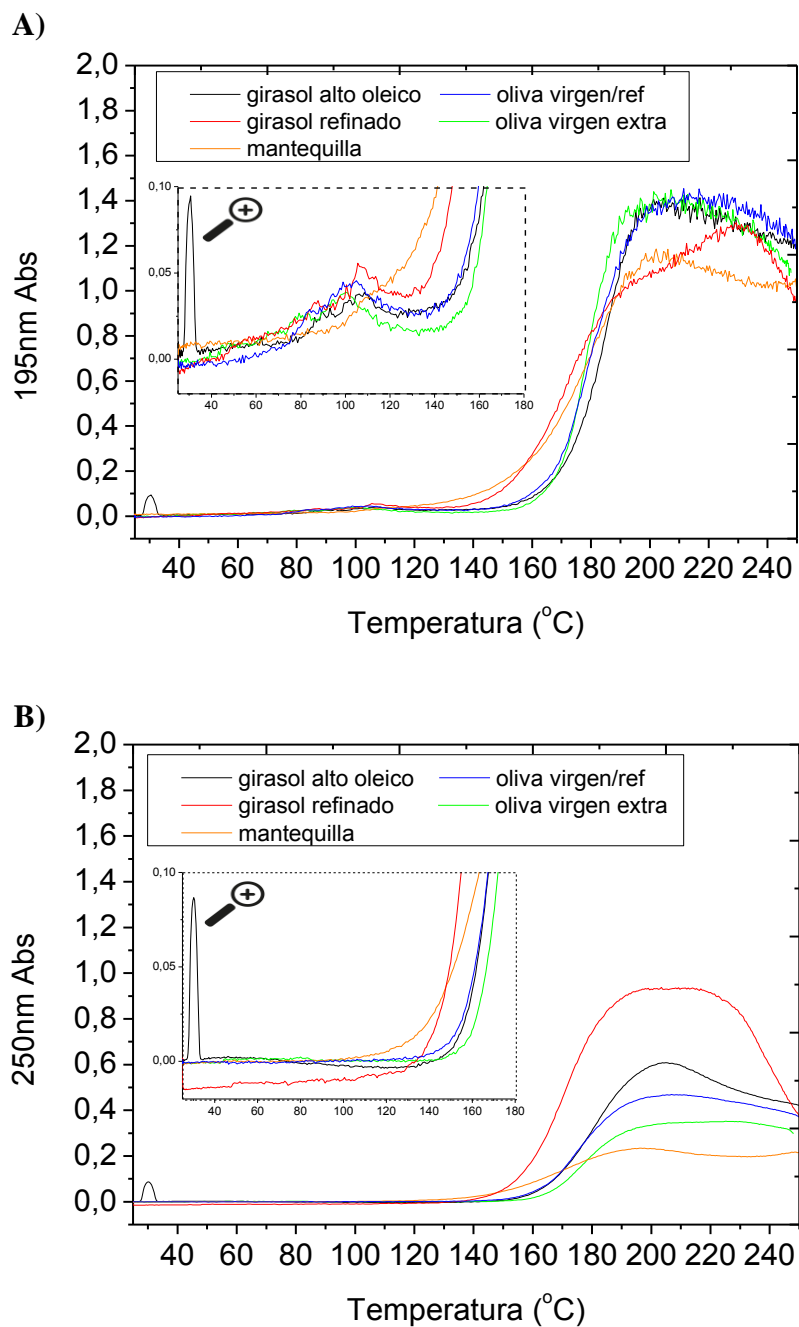 A)
2,0
1,8
1,6
1,4
1,2
1,0
0,8
0,6
0,4
0,2
0,0
195nm Abs
girasol alto oleico
oliva virgen/ref
girasol refinado
oliva virgen extra
mantequilla
0,10
0,05
0,00
40 60 80 100 120 140 160 180
40 60 80 100 120 140 160 180 200 220 240
Temperatura (°C)
B)
2,0
1,8
1,6
1,4
1,2
1,0
0,8
0,6
0,4
0,2
0,0
250nm Abs
girasol alto oleico
oliva virgen/ref
girasol refinado
oliva virgen extra
mantequilla
0,10
0,05
0,00
40 60 80 100 120 140 160 180
40 60 80 100 120 140 160 180 200 220 240
Temperatura (°C)